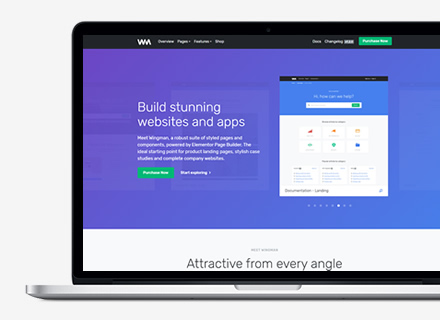 WM Overview Pages Features Shop Docs Changelog Purchase Now
Build stunning
websites and apps
Meet Wingman, a robust suite of styled pages and
components, powered by Elementor Page Builder. The
ideal starting point for product landing pages, stylish case
studies and complete company websites.
Purchase Now Start exploring
Hi, how can we help?
Documentation - Landing
MEET WINGMAN
Attractive from every angle